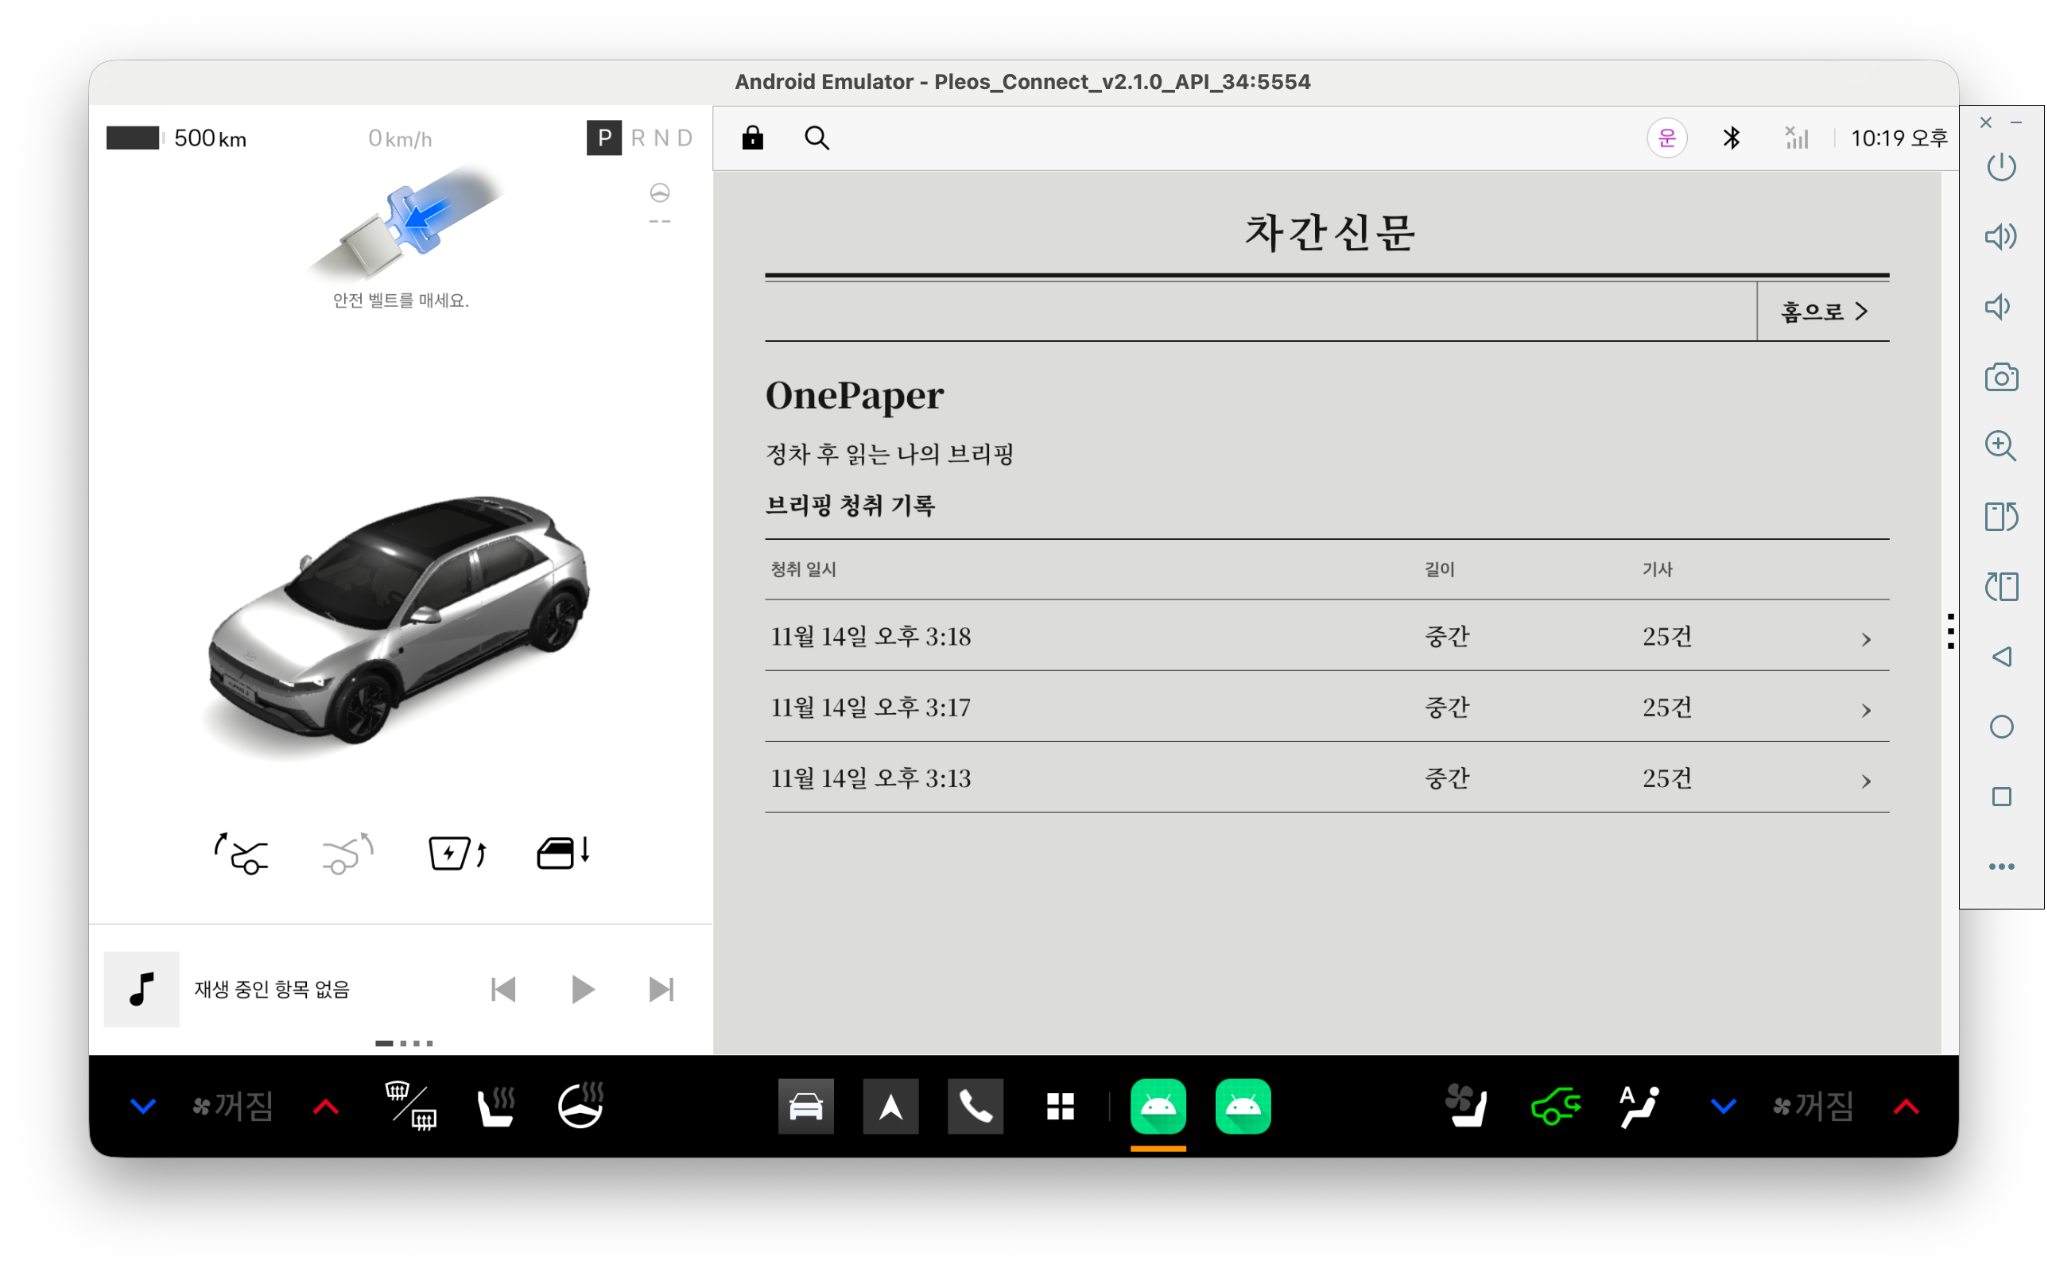 Android Emulator - Pleos_Connect_v2.1.0_API_34:5554
500 km
0 km/h
P R N D
운
10:19 오후
--
안전 벨트를 매세요.
차간신문
홈으로 >
OnePaper
정차 후 읽는 나의 브리핑
브리핑 청취 기록
청취 일시 길이 기사
11월 14일 오후 3:18 중간 25건 >
11월 14일 오후 3:17 중간 25건 >
11월 14일 오후 3:13 중간 25건 >
재생 중인 항목 없음
꺼짐
A
꺼짐